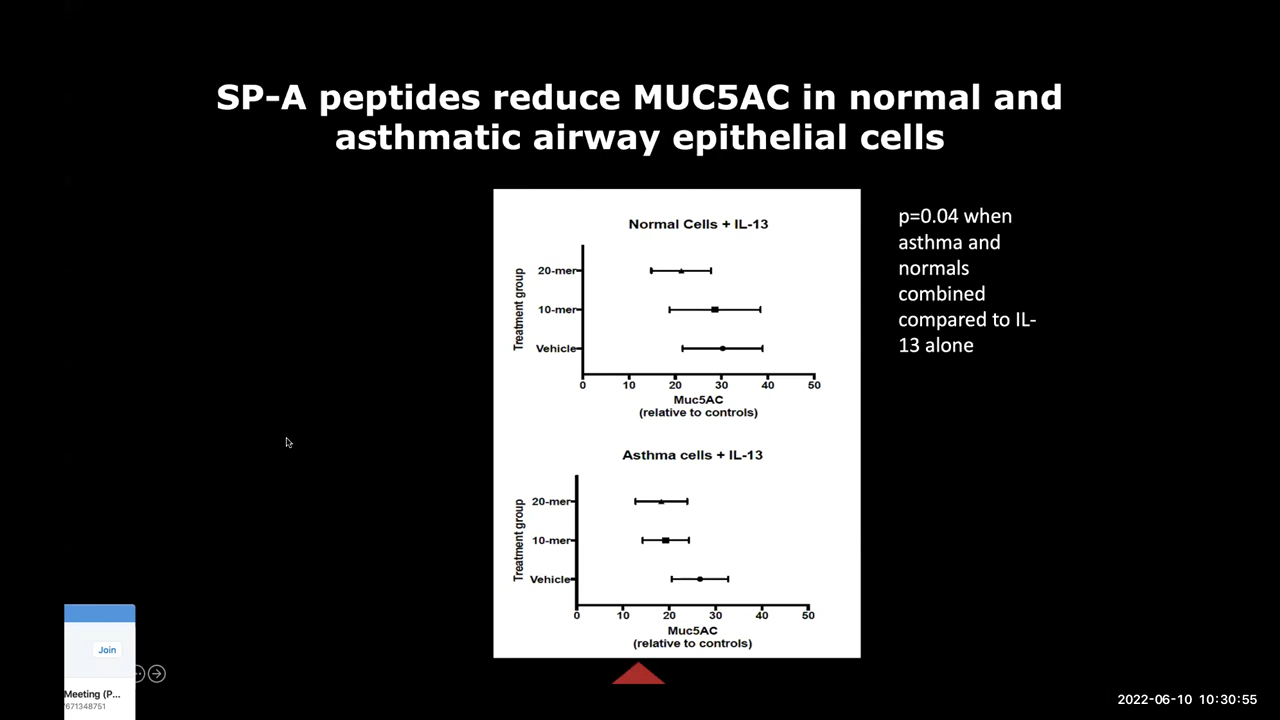 SP-A peptides reduce MUC5AC in normal and
asthmatic airway epithelial cells
Normal Cells + IL-13
Treatment group
20-mer
10-mer
Vehicle
0 10 20 30 40 50
Muc5AC
(relative to controls)
Asthma cells + IL-13
Treatment group
20-mer
10-mer
Vehicle
0 10 20 30 40 50
Muc5AC
(relative to controls)
p=0.04 when
asthma and
normals
combined
compared to IL-
13 alone
Join
Meeting (P...
671348751
2022-06-10 10:30:55